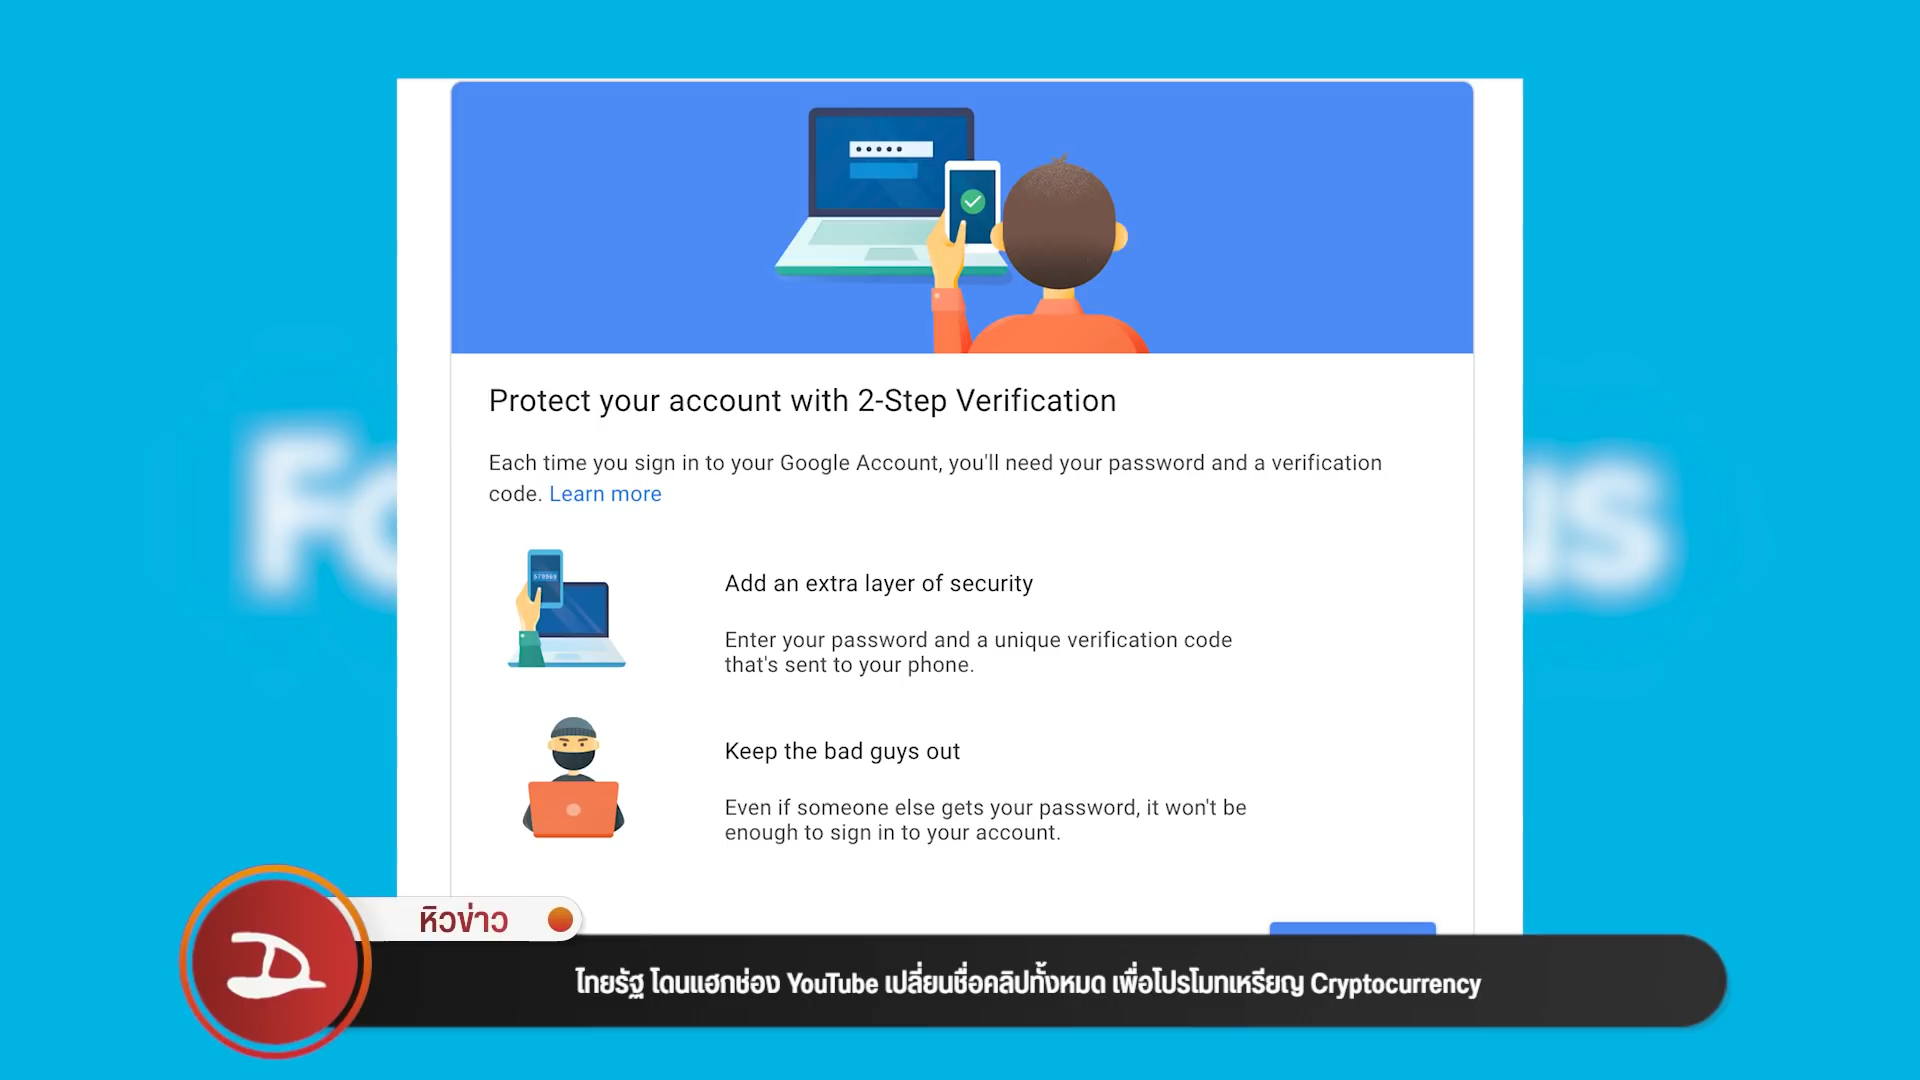 Protect your account with 2-Step Verification
Each time you sign in to your Google Account, you'll need your password and a verification
code. Learn more
Add an extra layer of security
Enter your password and a unique verification code
that's sent to your phone.
Keep the bad guys out
Even if someone else gets your password, it won't be
enough to sign in to your account.
หิวข่าว
ไทยรัฐ โดนแฮกช่อง YouTube เปลี่ยนชื่อคลิปทั้งหมด เพื่อโปรโมทเหรียญ Cryptocurrency